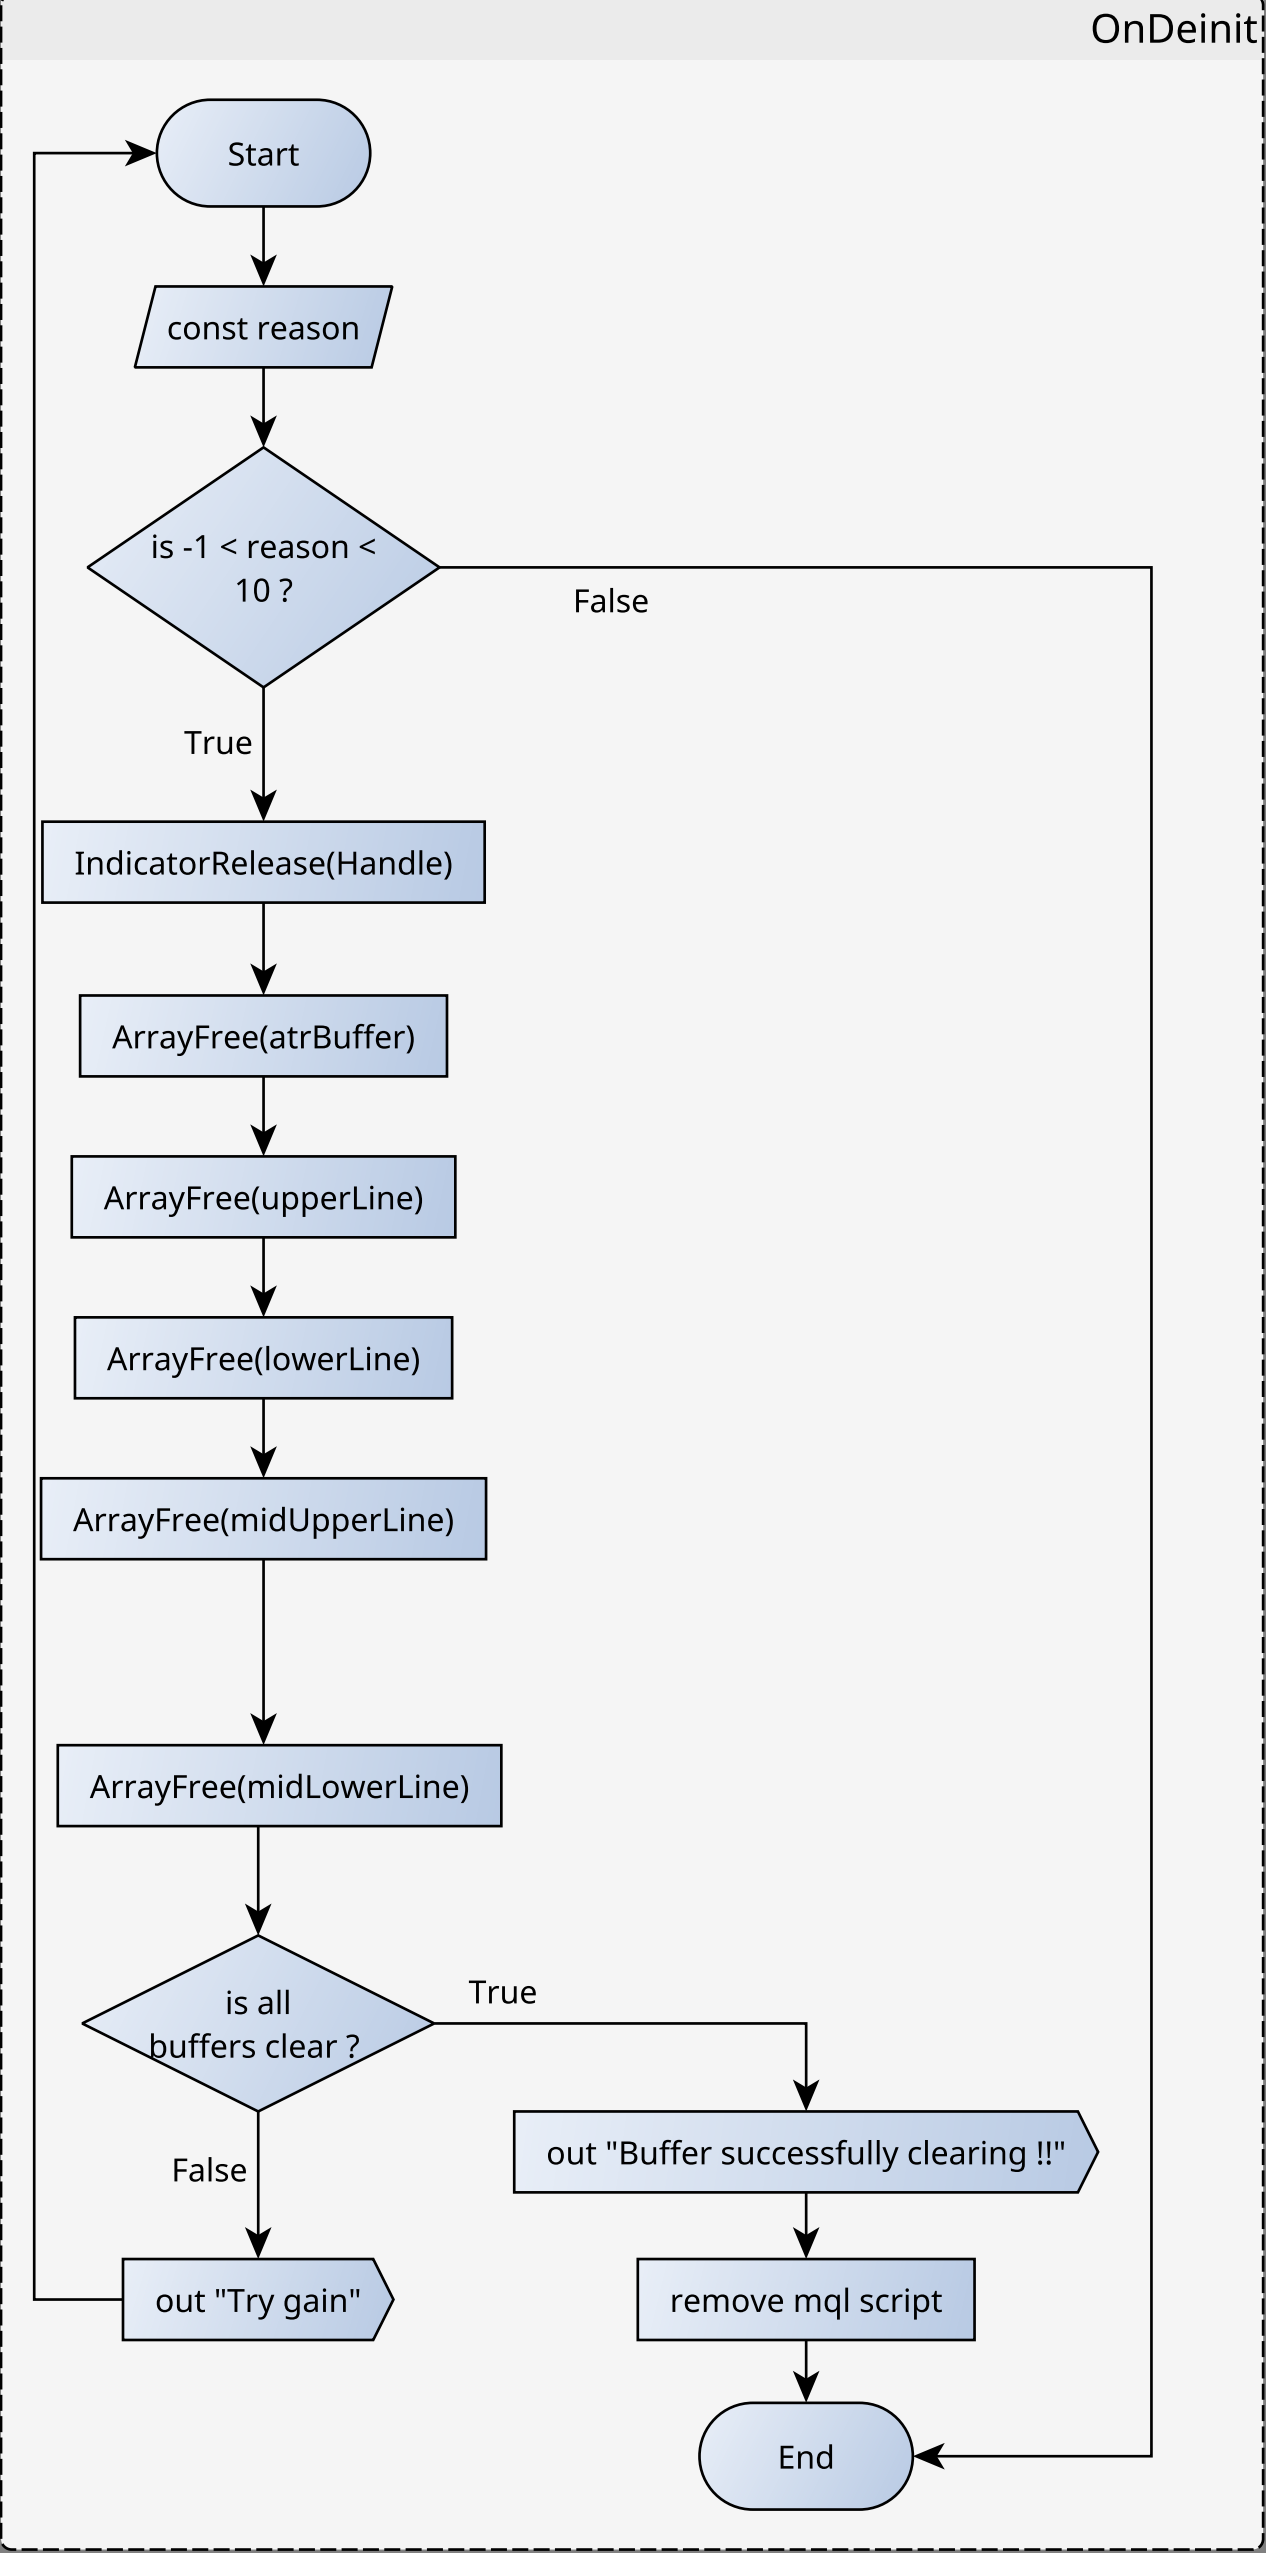 OnDeinit
Start
const reason
is -1 < reason <
10 ?
False
True
IndicatorRelease(Handle)
ArrayFree(atrBuffer)
ArrayFree(upperLine)
ArrayFree(lowerLine)
ArrayFree(midUpperLine)
ArrayFree(midLowerLine)
is all
buffers clear ?
True
out "Buffer successfully clearing !!"
False
out "Try gain"
remove mql script
End